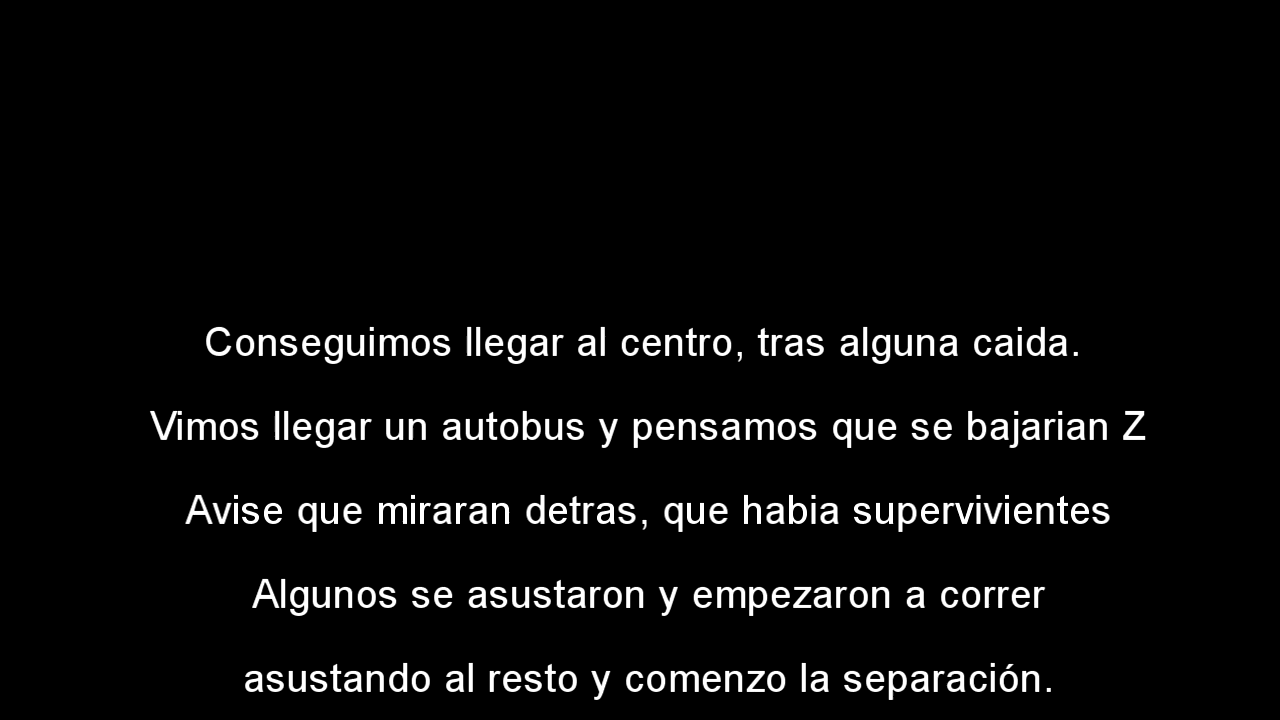 Conseguimos llegar al centro, tras alguna caida.
Vimos llegar un autobus y pensamos que se bajarian Z
Avise que miraran detras, que habia supervivientes
Algunos se asustaron y empezaron a correr
asustando al resto y comenzo la separación.